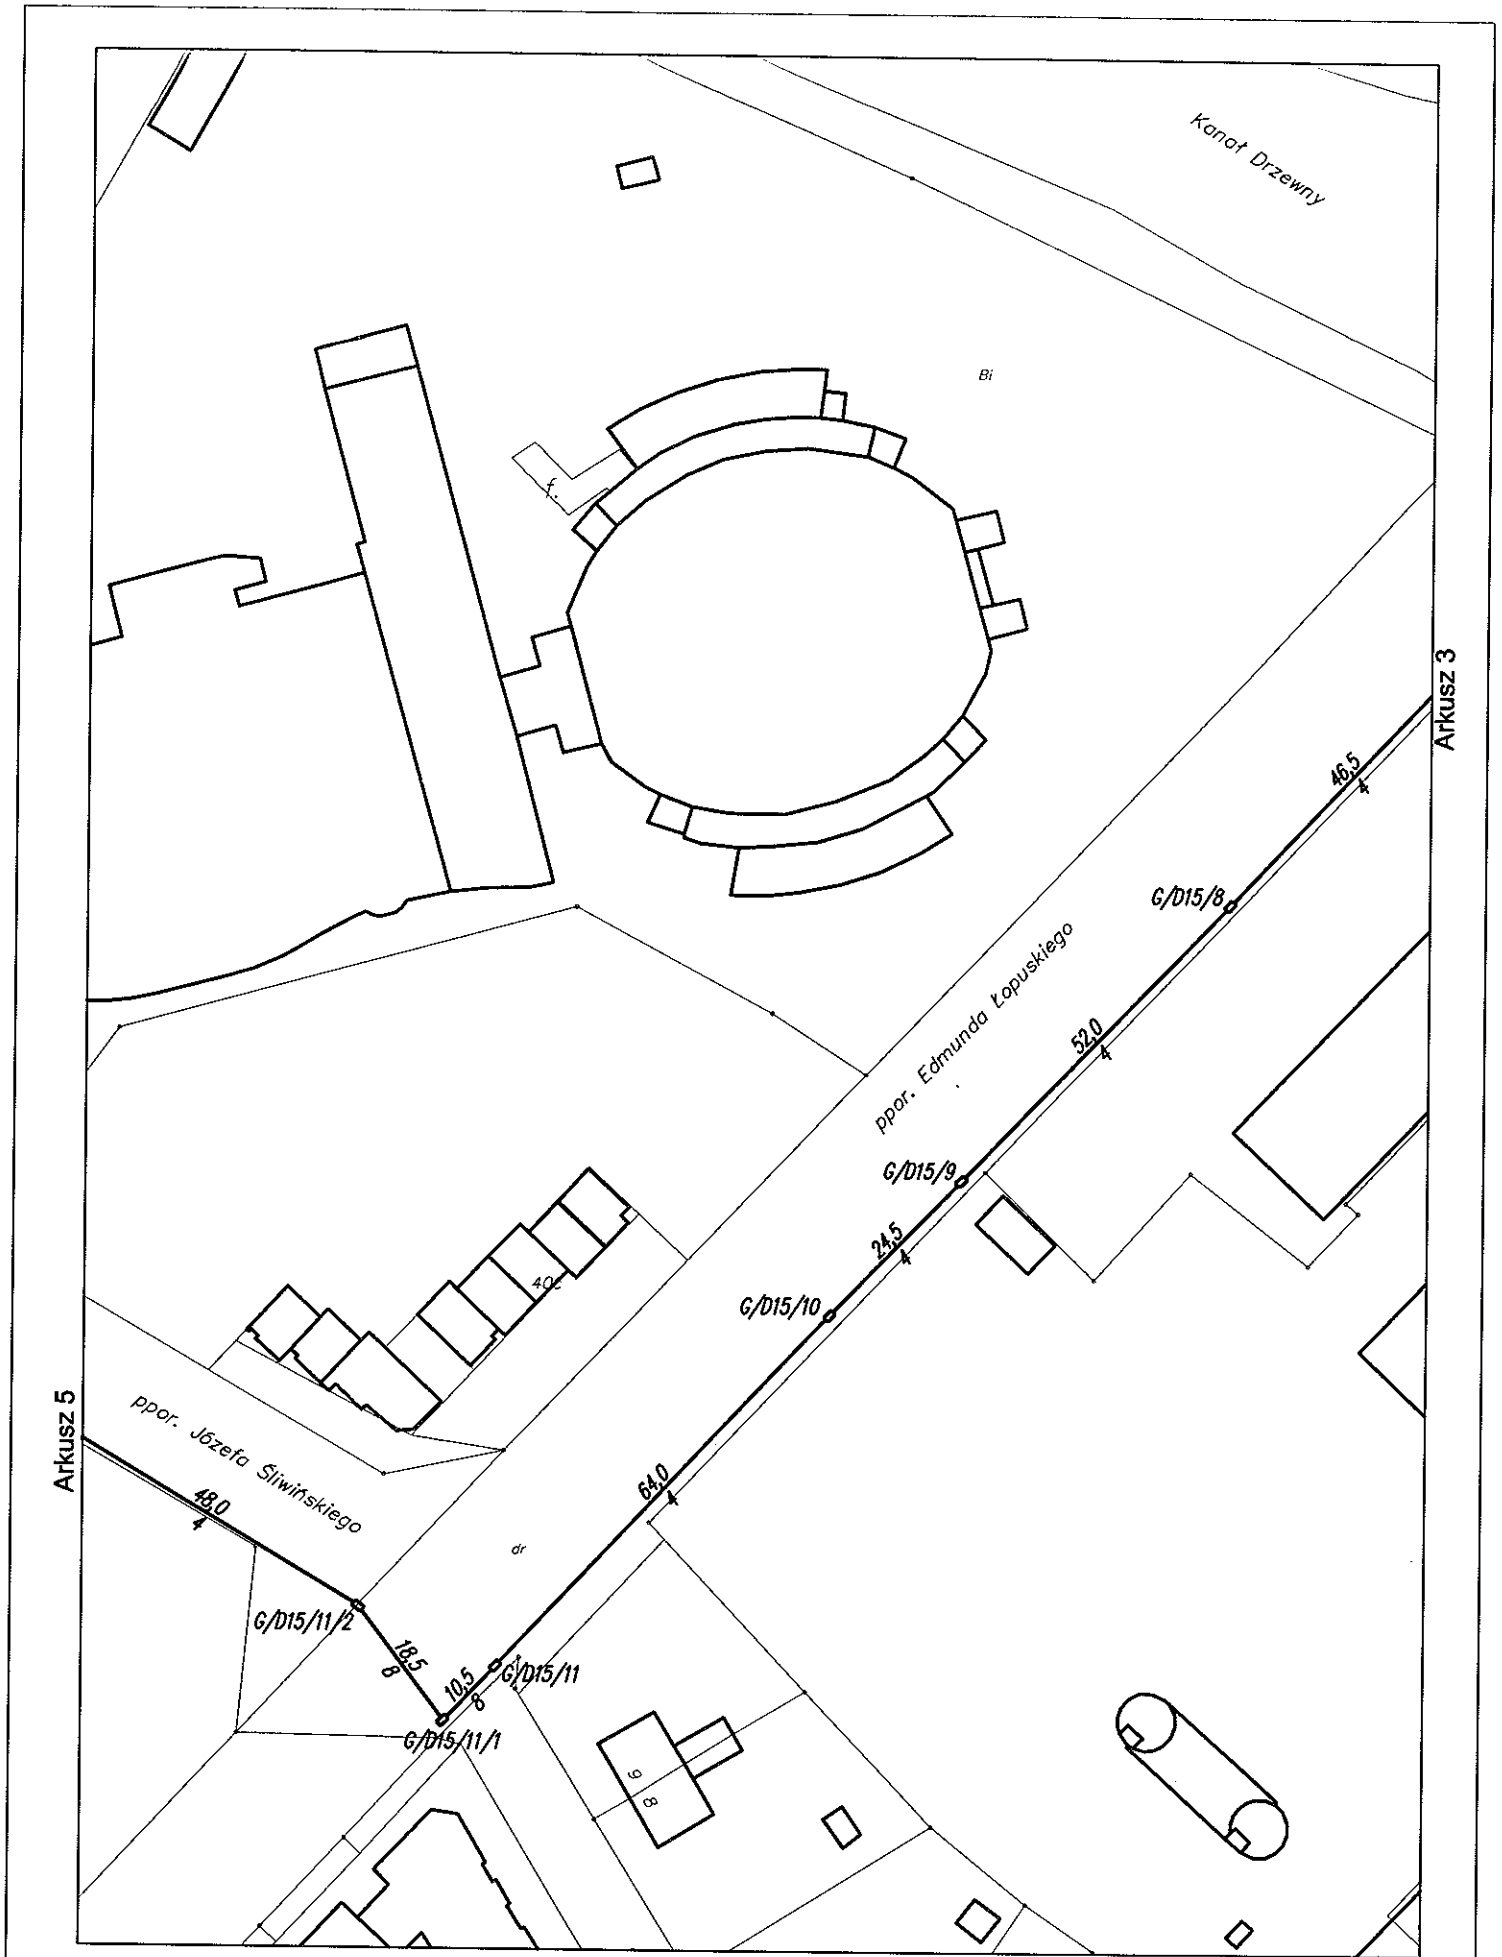 Kanał Drzewny
Bi
f.
Arkusz 3
46,5
4
G/D15/8
ppor. Edmunda Łopuskiego
52,0
4
G/D15/9
24,5
4
G/D15/10
40c
Arkusz 5
ppor. Józefa Śliwińskiego
48,0
4
64,0
4
dr
G/D15/11/2
18,5
8
10,5
8
G/D15/11
G/D15/11/1
9
8